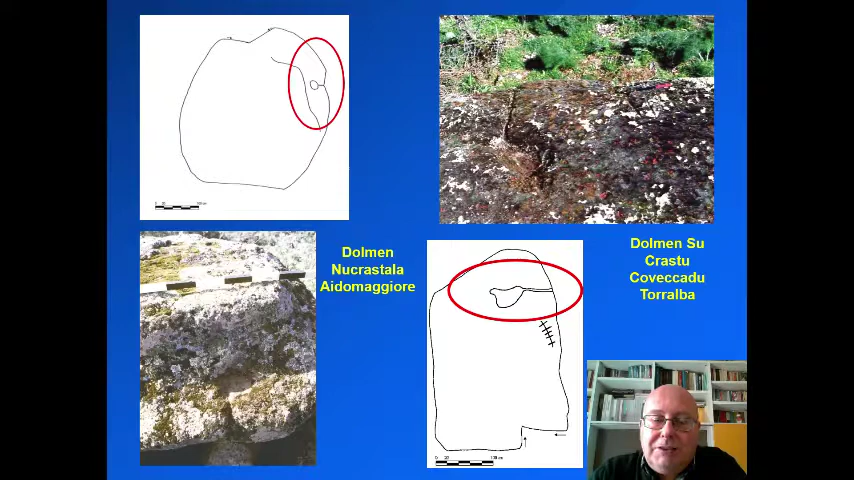 Dolmen
Nucrastala
Aidomaggiore
Dolmen Su
Crastu
Coveccadu
Torralba